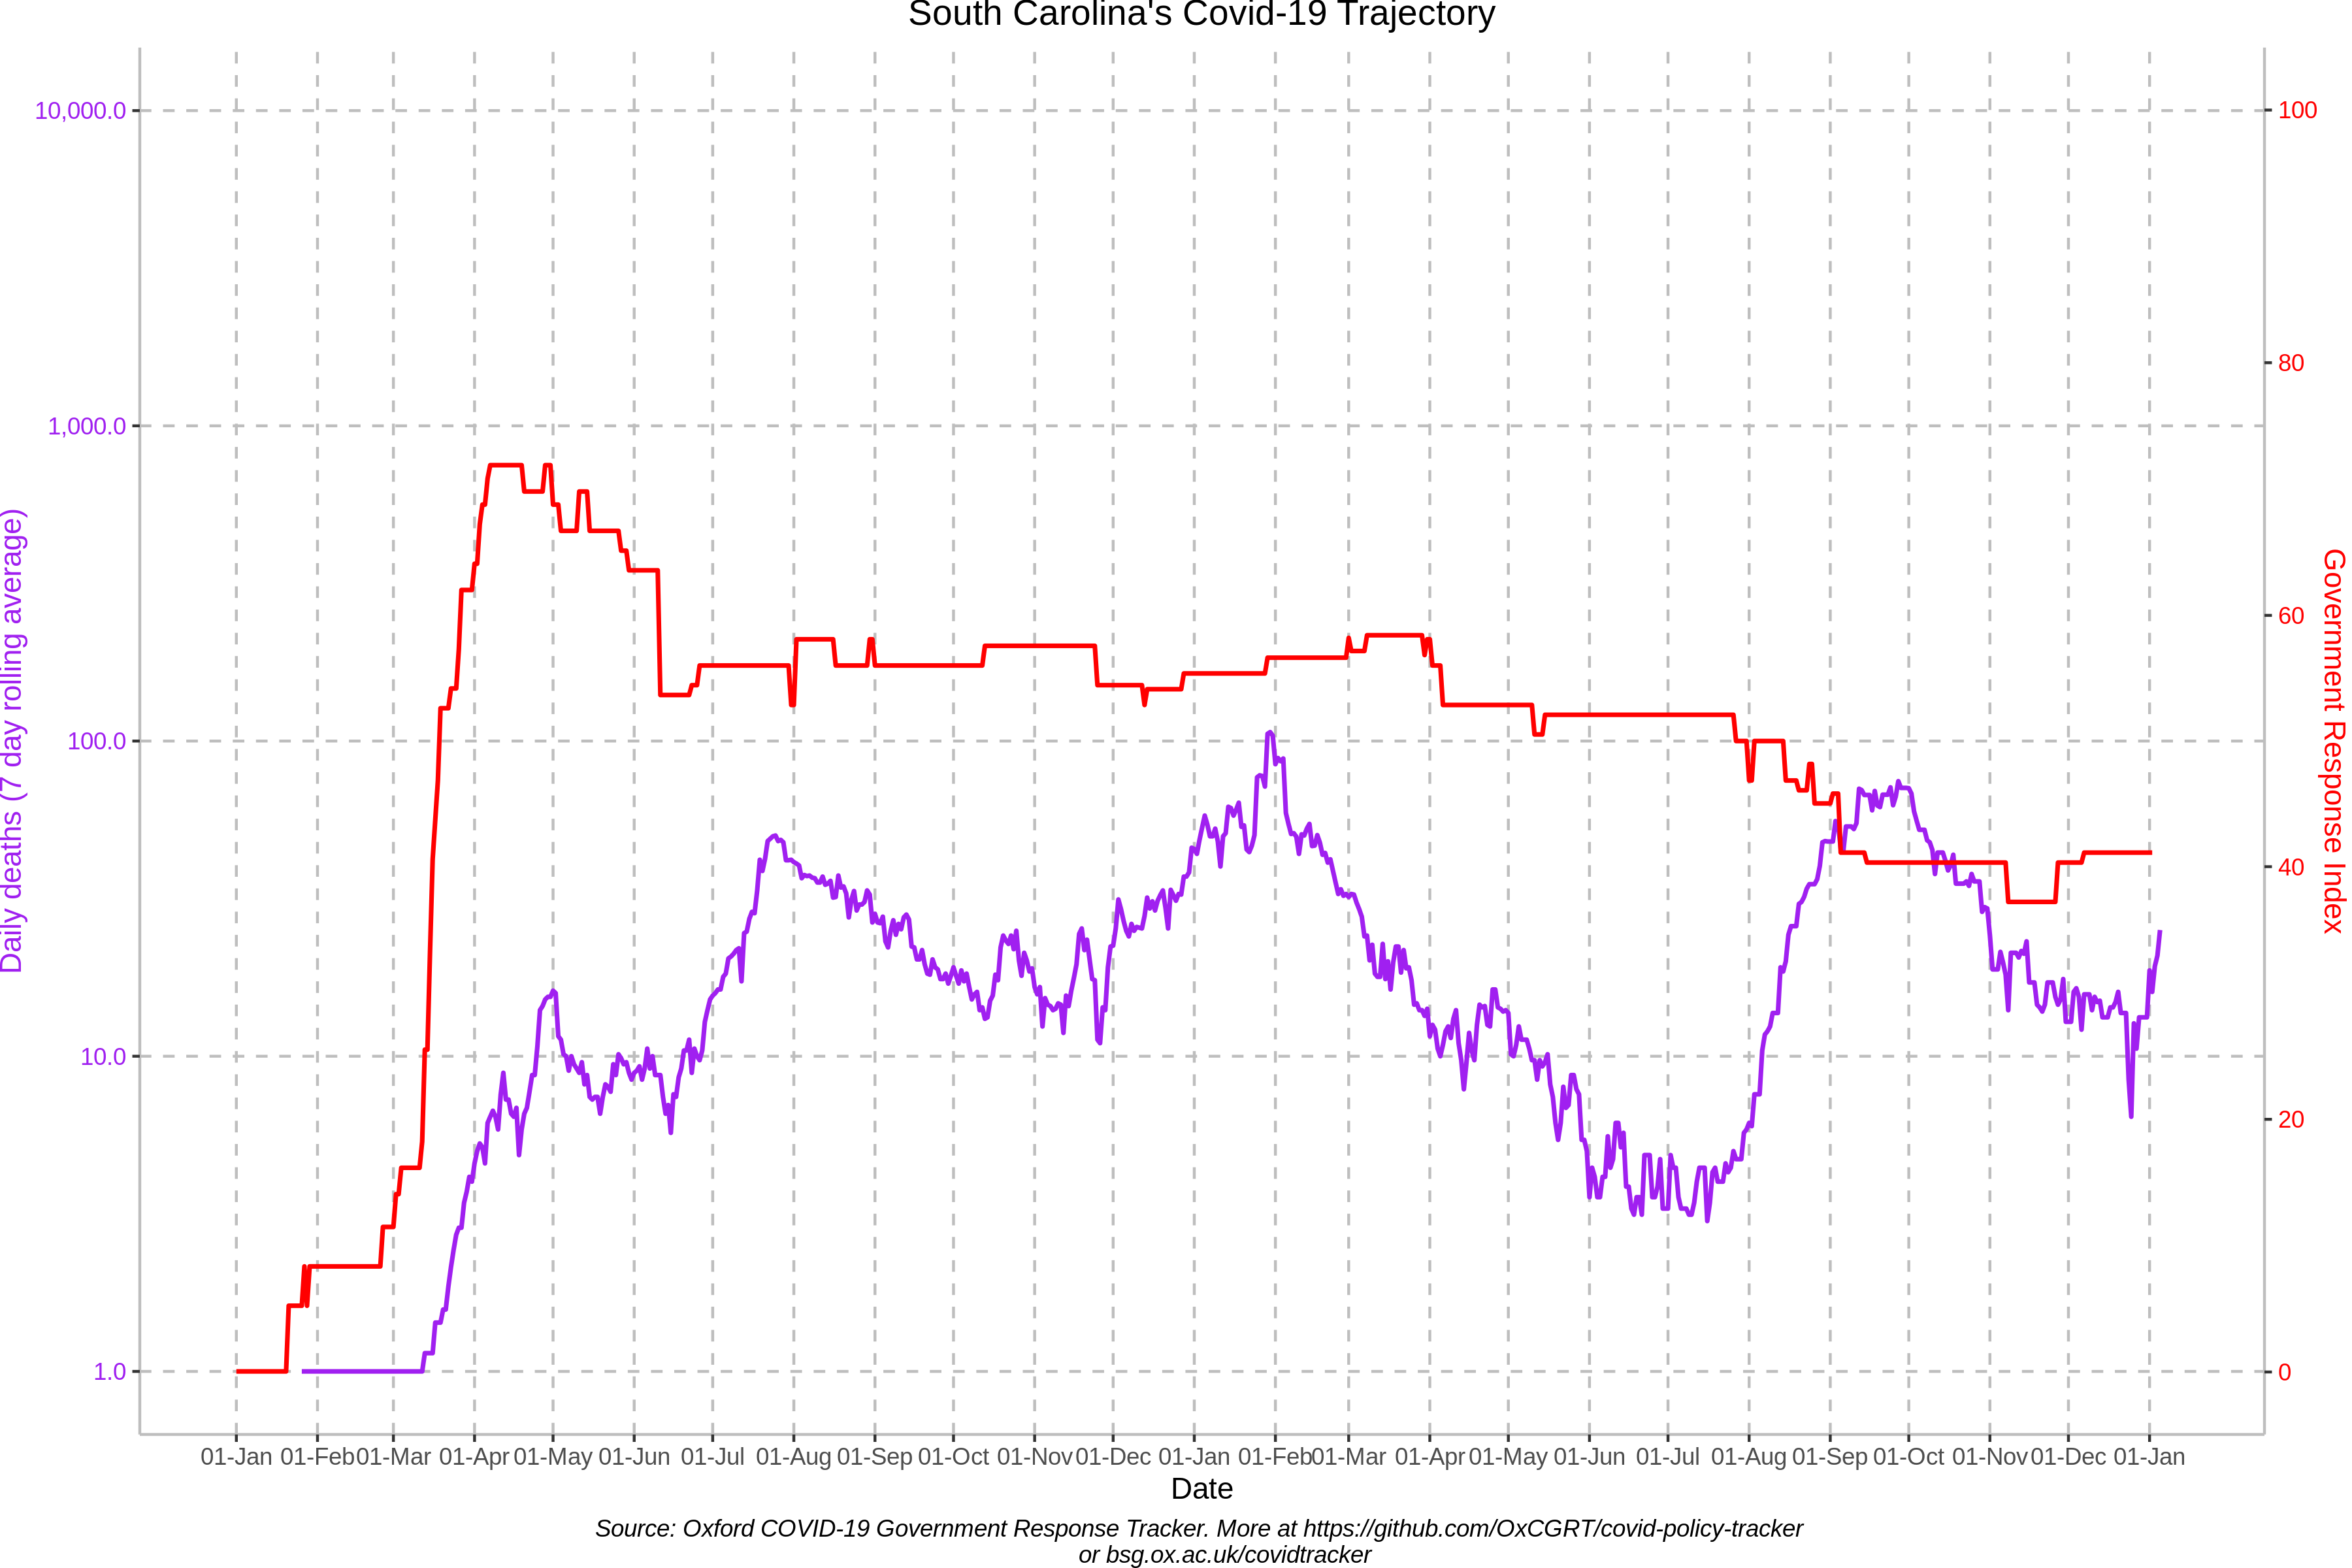 South Carolina's Covid-19 Trajectory
10,000.0
1,000.0
100.0
10.0
1.0
Daily deaths (7 day rolling average)
100
80
60
40
20
0
Government Response Index
01-Jan 01-Feb 01-Mar 01-Apr 01-May 01-Jun 01-Jul 01-Aug 01-Sep 01-Oct 01-Nov 01-Dec 01-Jan 01-Feb 01-Mar 01-Apr 01-May 01-Jun 01-Jul 01-Aug 01-Sep 01-Oct 01-Nov 01-Dec 01-Jan
Date
Source: Oxford COVID-19 Government Response Tracker. More at https://github.com/OxCGRT/covid-policy-tracker
or bsg.ox.ac.uk/covidtracker